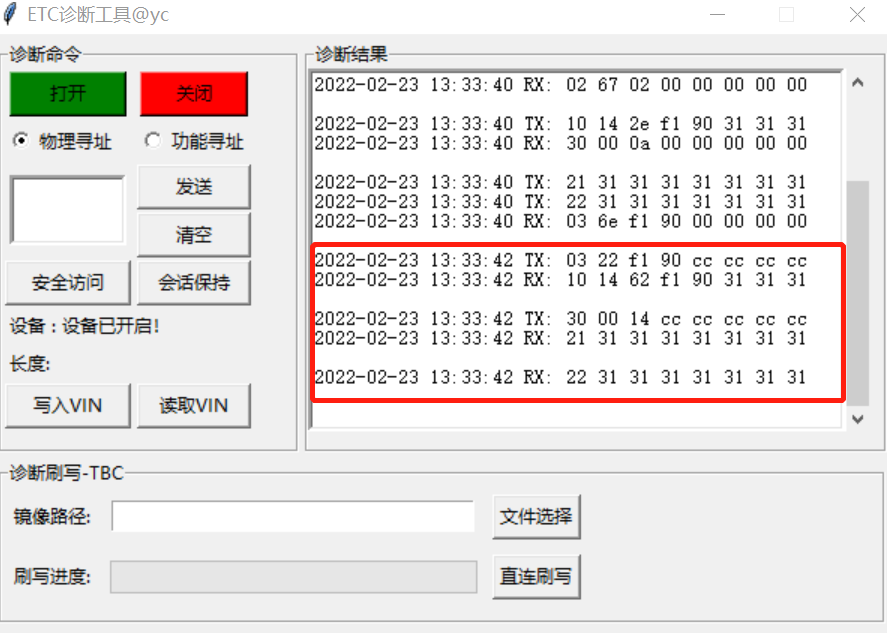 ETC诊断工具@yc
诊断命令
打开 关闭
物理寻址 功能寻址
发送
清空
安全访问 会话保持
设备：设备已开启!
长度:
写入VIN 读取VIN
诊断结果
2022-02-23 13:33:40 RX: 02 67 02 00 00 00 00 00
2022-02-23 13:33:40 TX: 10 14 2e f1 90 31 31 31
2022-02-23 13:33:40 RX: 30 00 0a 00 00 00 00 00
2022-02-23 13:33:40 TX: 21 31 31 31 31 31 31 31
2022-02-23 13:33:40 TX: 22 31 31 31 31 31 31 31
2022-02-23 13:33:40 RX: 03 6e f1 90 00 00 00 00
2022-02-23 13:33:42 TX: 03 22 f1 90 cc cc cc cc
2022-02-23 13:33:42 RX: 10 14 62 f1 90 31 31 31
2022-02-23 13:33:42 TX: 30 00 14 cc cc cc cc cc
2022-02-23 13:33:42 RX: 21 31 31 31 31 31 31 31
2022-02-23 13:33:42 RX: 22 31 31 31 31 31 31 31
诊断刷写-TBC
镜像路径: 文件选择
刷写进度: 直连刷写